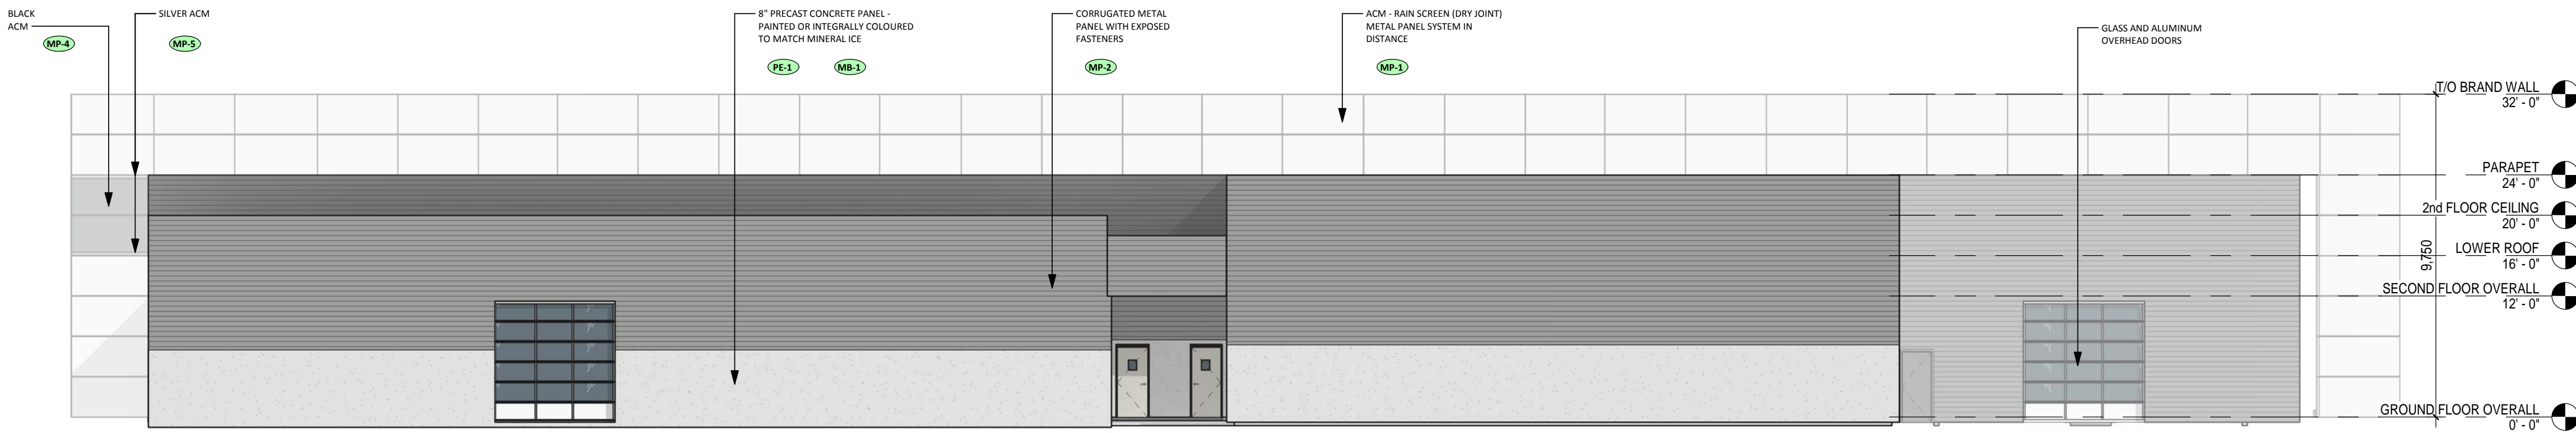 BLACK
ACM
MP-4
SILVER ACM
MP-5
8" PRECAST CONCRETE PANEL -
PAINTED OR INTEGRALLY COLOURED
TO MATCH MINERAL ICE
PE-1
MB-1
CORRUGATED METAL
PANEL WITH EXPOSED
FASTENERS
MP-2
ACM - RAIN SCREEN (DRY JOINT)
METAL PANEL SYSTEM IN
DISTANCE
MP-1
GLASS AND ALUMINUM
OVERHEAD DOORS
T/O BRAND WALL
32' - 0"
PARAPET
24' - 0"
2nd FLOOR CEILING
20' - 0"
LOWER ROOF
16' - 0"
9,750
SECOND FLOOR OVERALL
12' - 0"
GROUND FLOOR OVERALL
0' - 0"